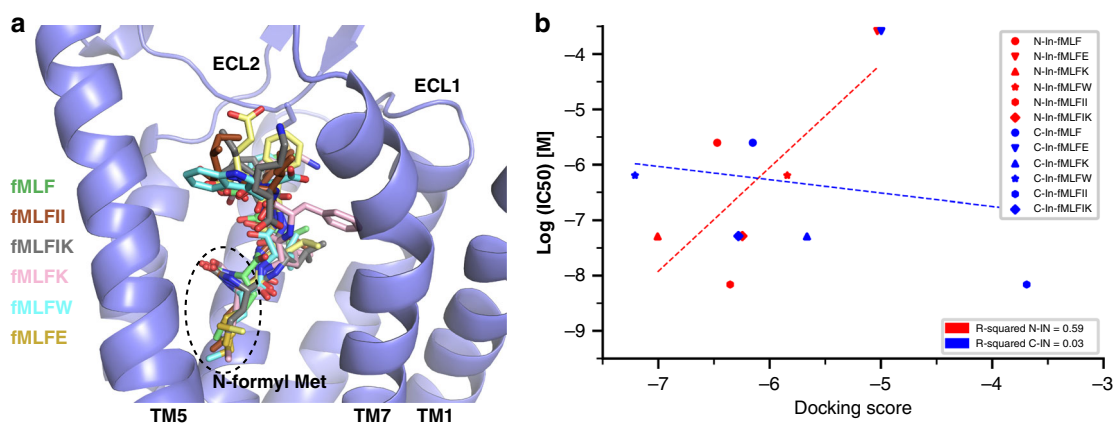 a
ECL2
ECL1
fMLF
fMLFII
fMLFIK
fMLFK
fMLFW
fMLFE
N-formyl Met
TM5
TM7
TM1
b
Log (IC50) [M]
−4
−5
−6
−7
−8
−9
N-In-fMLF
N-In-fMLFE
N-In-fMLFK
N-In-fMLFW
N-In-fMLFII
N-In-fMLFIK
C-In-fMLF
C-In-fMLFE
C-In-fMLFK
C-In-fMLFW
C-In-fMLFII
C-In-fMLFIK
R-squared N-IN = 0.59
R-squared C-IN = 0.03
−7
−6
−5
−4
−3
Docking score